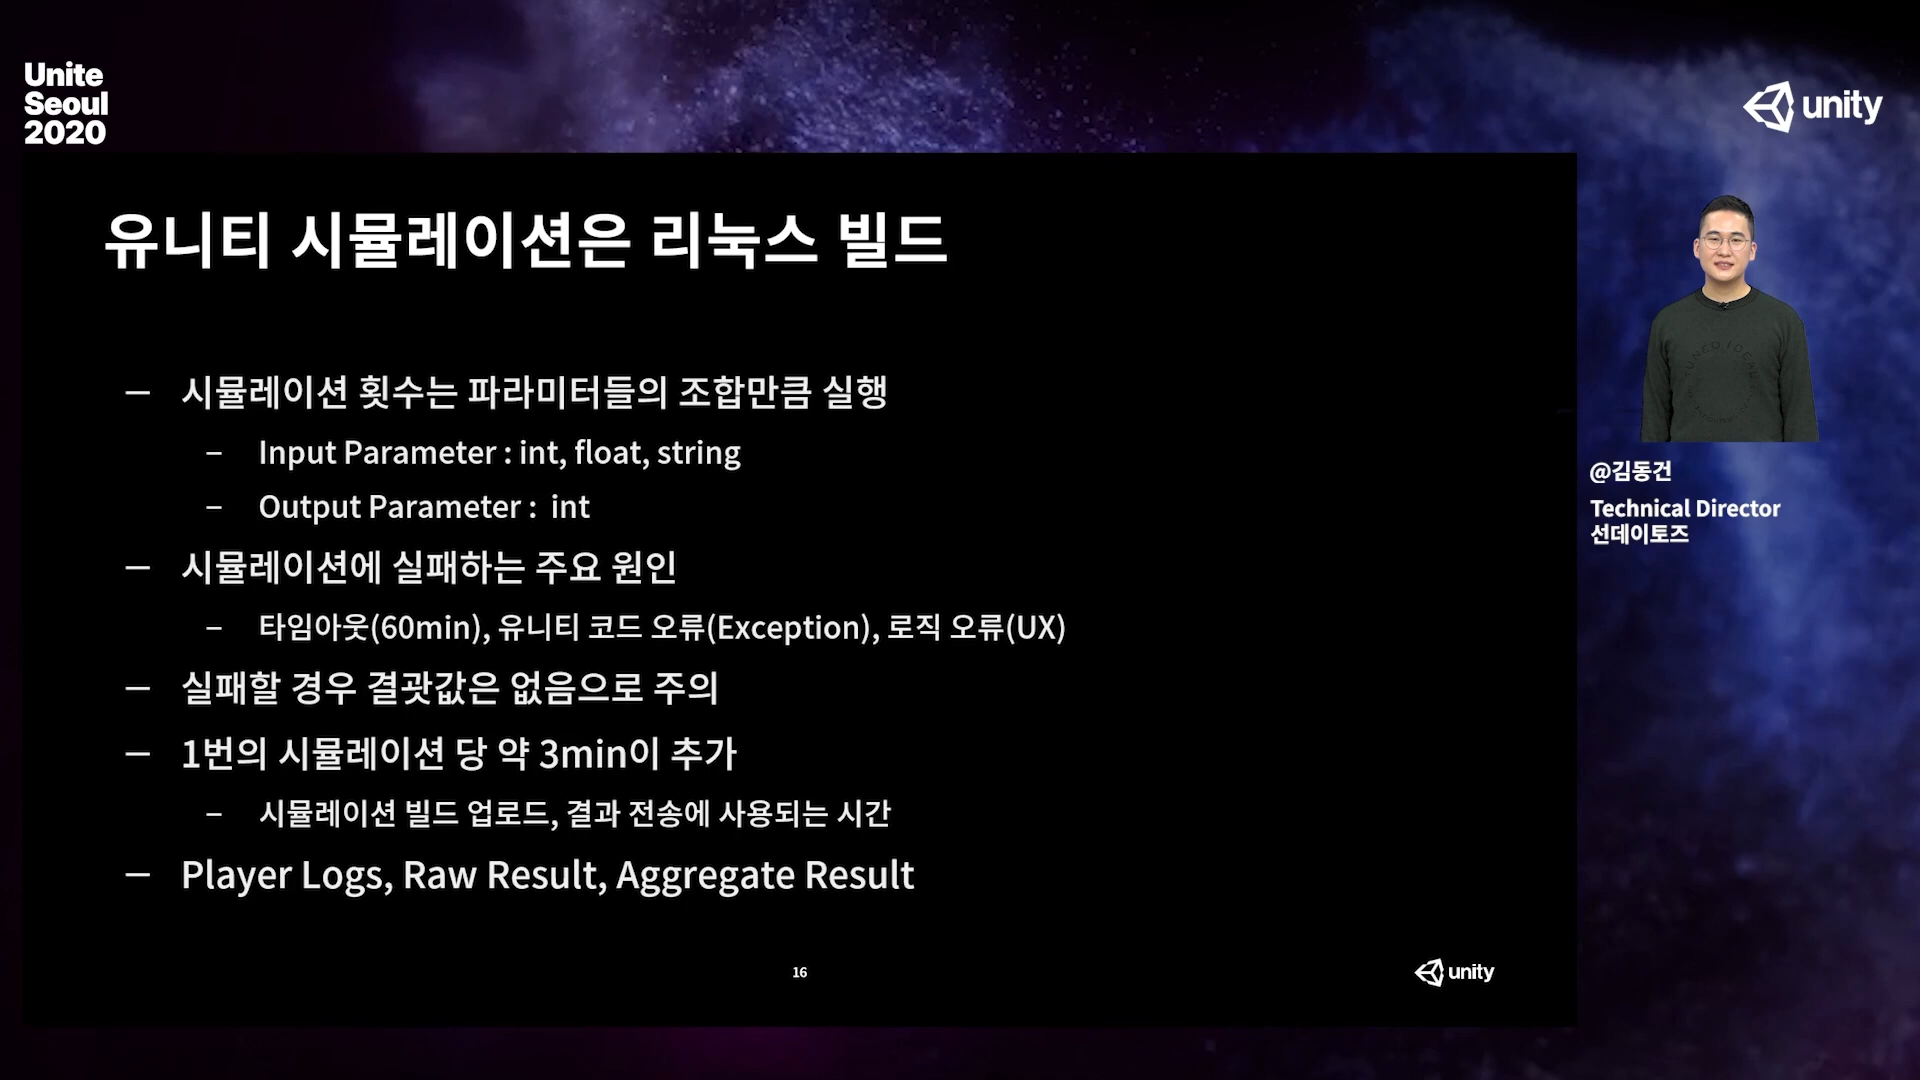 Unite
Seoul
2020
unity
유니티 시뮬레이션은 리눅스 빌드
– 시뮬레이션 횟수는 파라미터들의 조합만큼 실행
– Input Parameter : int, float, string
– Output Parameter : int
– 시뮬레이션에 실패하는 주요 원인
– 타임아웃(60min), 유니티 코드 오류(Exception), 로직 오류(UX)
– 실패할 경우 결괏값은 없음으로 주의
– 1번의 시뮬레이션 당 약 3min이 추가
– 시뮬레이션 빌드 업로드, 결과 전송에 사용되는 시간
– Player Logs, Raw Result, Aggregate Result
16
unity
@김동건
Technical Director
선데이토즈